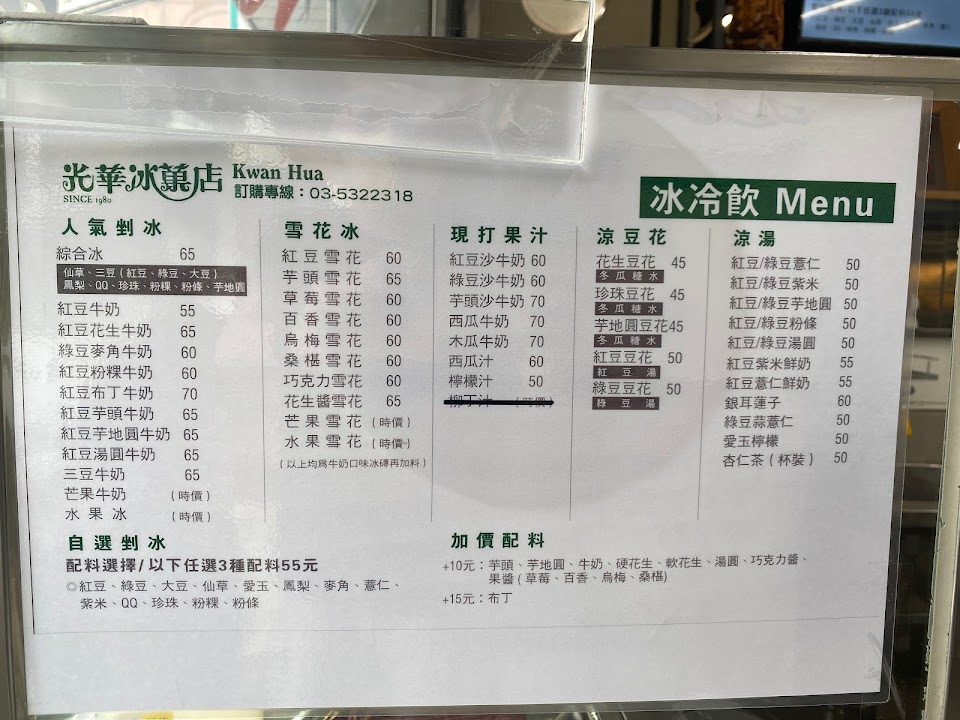 光華冰菓店 Kwan Hua
SINCE 1980
訂購專線：03-5322318
冰冷飲 Menu
人氣剉冰
綜合冰 65
仙草、三豆(紅豆、綠豆、大豆)
鳳梨、QQ、珍珠、粉粿、粉條、芋地圓
紅豆牛奶 55
紅豆花生牛奶 65
綠豆麥角牛奶 60
紅豆粉粿牛奶 60
紅豆布丁牛奶 70
紅豆芋頭牛奶 65
紅豆芋地圓牛奶 65
紅豆湯圓牛奶 65
三豆牛奶 65
芒果牛奶 (時價)
水果冰 (時價)
雪花冰
紅豆雪花 60
芋頭雪花 65
草莓雪花 60
百香雪花 60
烏梅雪花 60
桑椹雪花 60
巧克力雪花 60
花生醬雪花 65
芒果雪花 (時價)
水果雪花 (時價)
(以上均為牛奶口味冰磚再加料)
現打果汁
紅豆沙牛奶 60
綠豆沙牛奶 60
芋頭沙牛奶 70
西瓜牛奶 70
木瓜牛奶 70
西瓜汁 60
檸檬汁 50
柳丁汁 (時價)
涼豆花
花生豆花 45
冬瓜糖水
珍珠豆花 45
冬瓜糖水
芋地圓豆花45
冬瓜糖水
紅豆豆花 50
紅豆湯
綠豆豆花 50
綠豆湯
涼湯
紅豆/綠豆薏仁 50
紅豆/綠豆紫米 50
紅豆/綠豆芋地圓 50
紅豆/綠豆粉條 50
紅豆/綠豆湯圓 50
紅豆紫米鮮奶 55
紅豆薏仁鮮奶 55
銀耳蓮子 60
綠豆蒜薏仁 50
愛玉檸檬 50
杏仁茶(杯裝) 50
自選剉冰
配料選擇/以下任選3種配料55元
◎紅豆、綠豆、大豆、仙草、愛玉、鳳梨、麥角、薏仁、
紫米、QQ、珍珠、粉粿、粉條
加價配料
+10元：芋頭、芋地圓、牛奶、硬花生、軟花生、湯圓、巧克力醬、
果醬(草莓、百香、烏梅、桑椹)
+15元：布丁